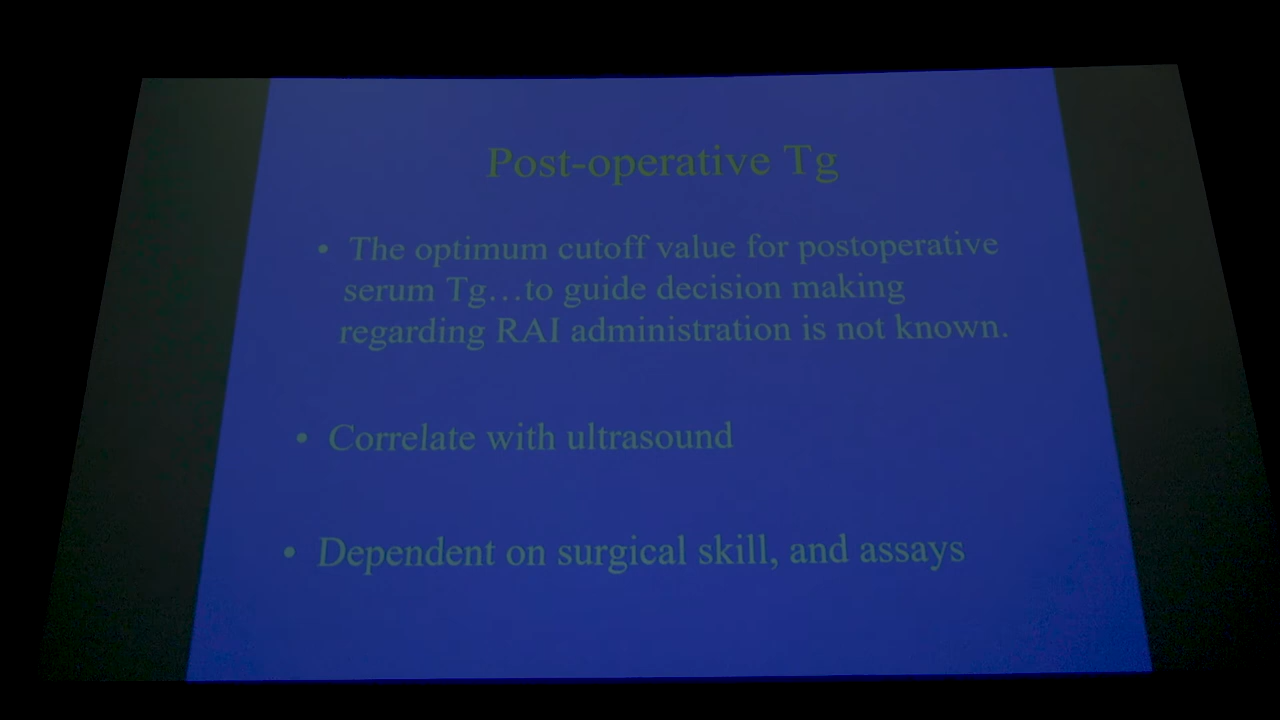 Post-operative Tg
• The optimum cutoff value for postoperative
serum Tg…to guide decision making
regarding RAI administration is not known.
• Correlate with ultrasound
• Dependent on surgical skill, and assays